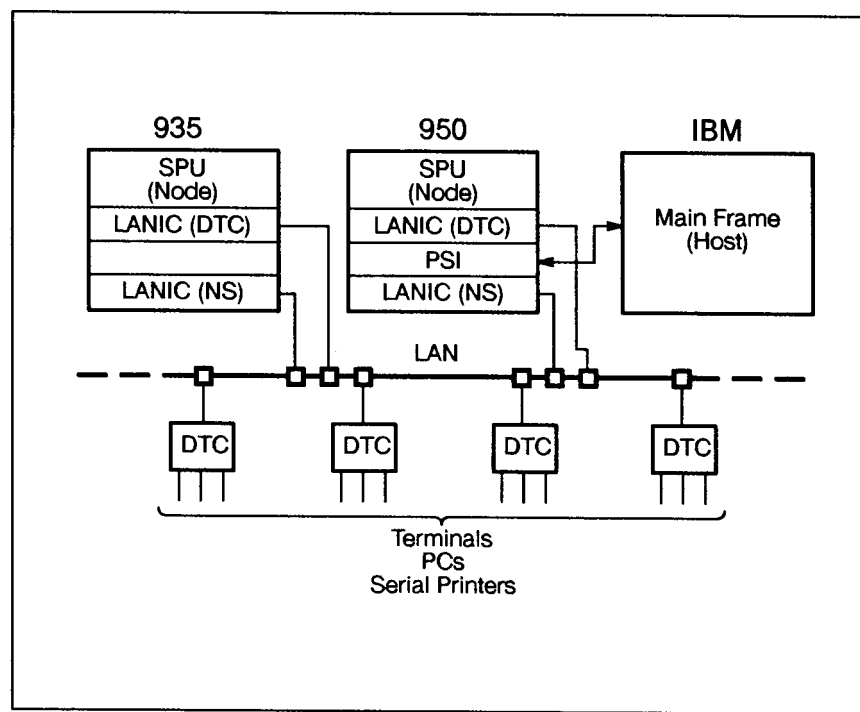 935
SPU
(Node)
LANIC (DTC)
LANIC (NS)
950
SPU
(Node)
LANIC (DTC)
PSI
LANIC (NS)
IBM
Main Frame
(Host)
LAN
DTC
DTC
DTC
DTC
Terminals
PCs
Serial Printers